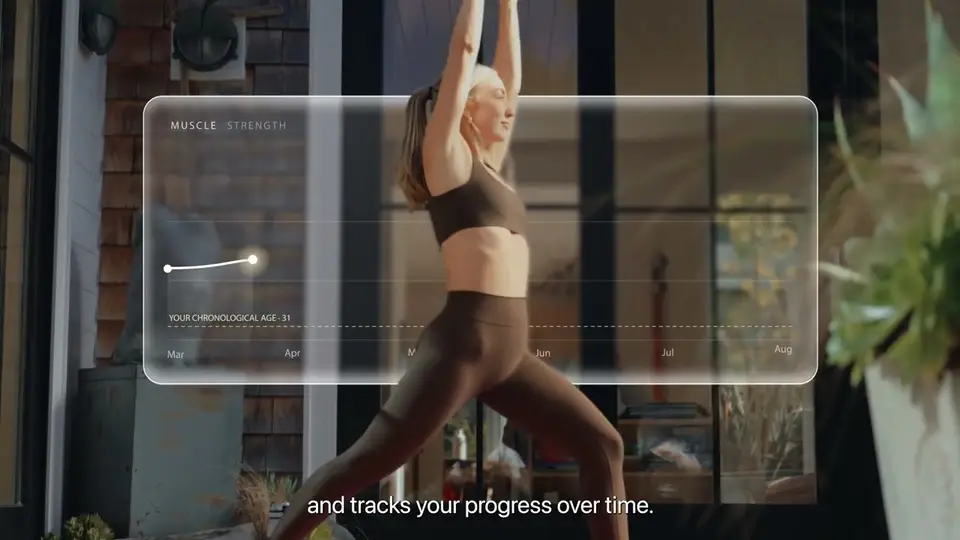 MUSCLE STRENGTH
YOUR CHRONOLOGICAL AGE - 31
Mar Apr M Jun Jul Aug
and tracks your progress over time.